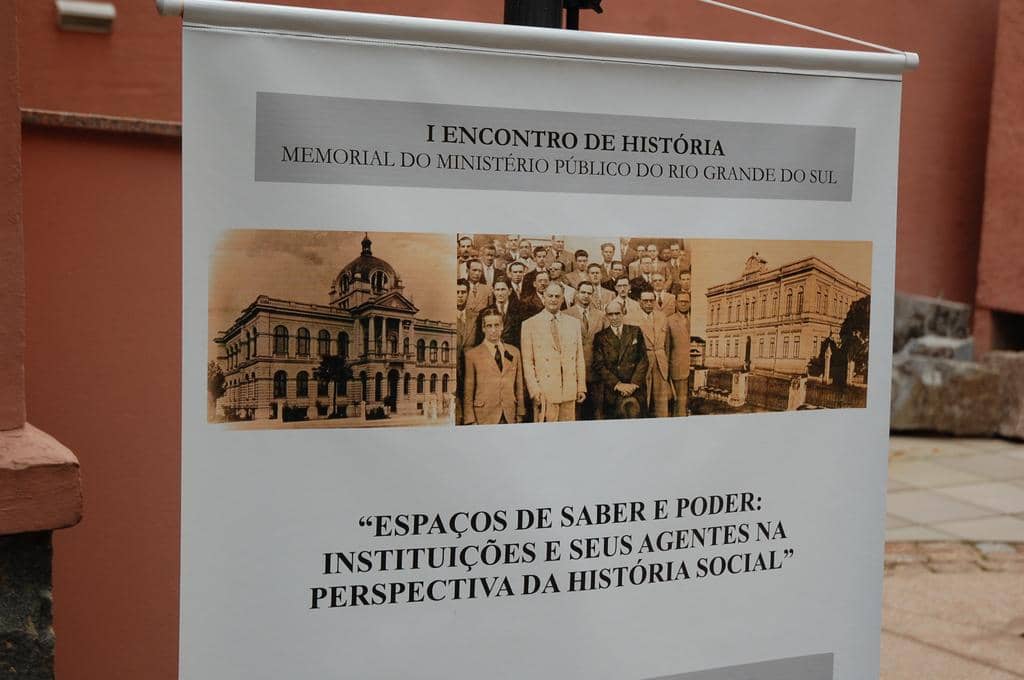 I ENCONTRO DE HISTÓRIA
MEMORIAL DO MINISTÉRIO PÚBLICO DO RIO GRANDE DO SUL
“ESPAÇOS DE SABER E PODER:
INSTITUIÇÕES E SEUS AGENTES NA
PERSPECTIVA DA HISTÓRIA SOCIAL”